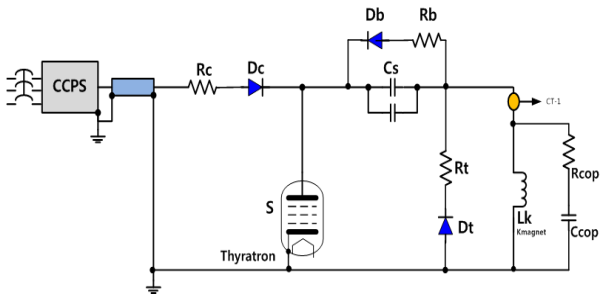 Db
Rb
CCPS
Rc
Dc
Cs
CT-1
Rt
Rcop
S
Lk
Kmagnet
Dt
Ccop
Thyratron